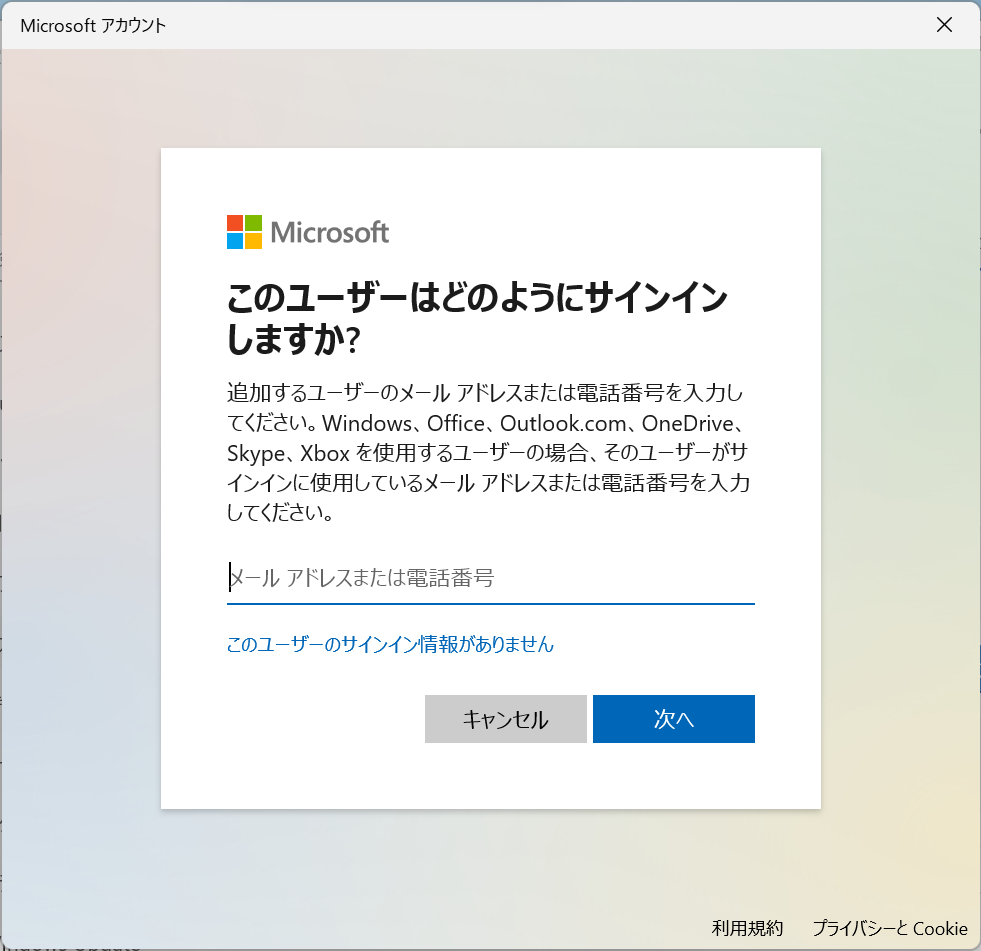 Microsoft アカウント
Microsoft
このユーザーはどのようにサインイン
しますか?
追加するユーザーのメール アドレスまたは電話番号を入力し
てください。Windows、Office、Outlook.com、OneDrive、
Skype、Xbox を使用するユーザーの場合、そのユーザーがサ
インインに使用しているメール アドレスまたは電話番号を入力
してください。
メール アドレスまたは電話番号
このユーザーのサインイン情報がありません
キャンセル 次へ
利用規約 プライバシーと Cookie